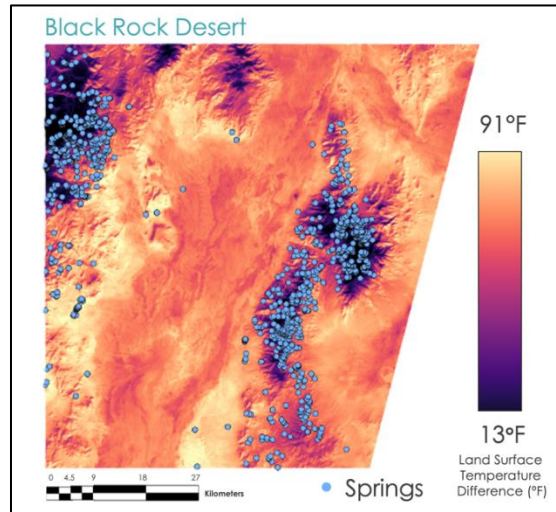 Black Rock Desert
91°F
13°F
Land Surface
Temperature
Difference (°F)
0 4.5 9 18 27
Kilometers
Springs